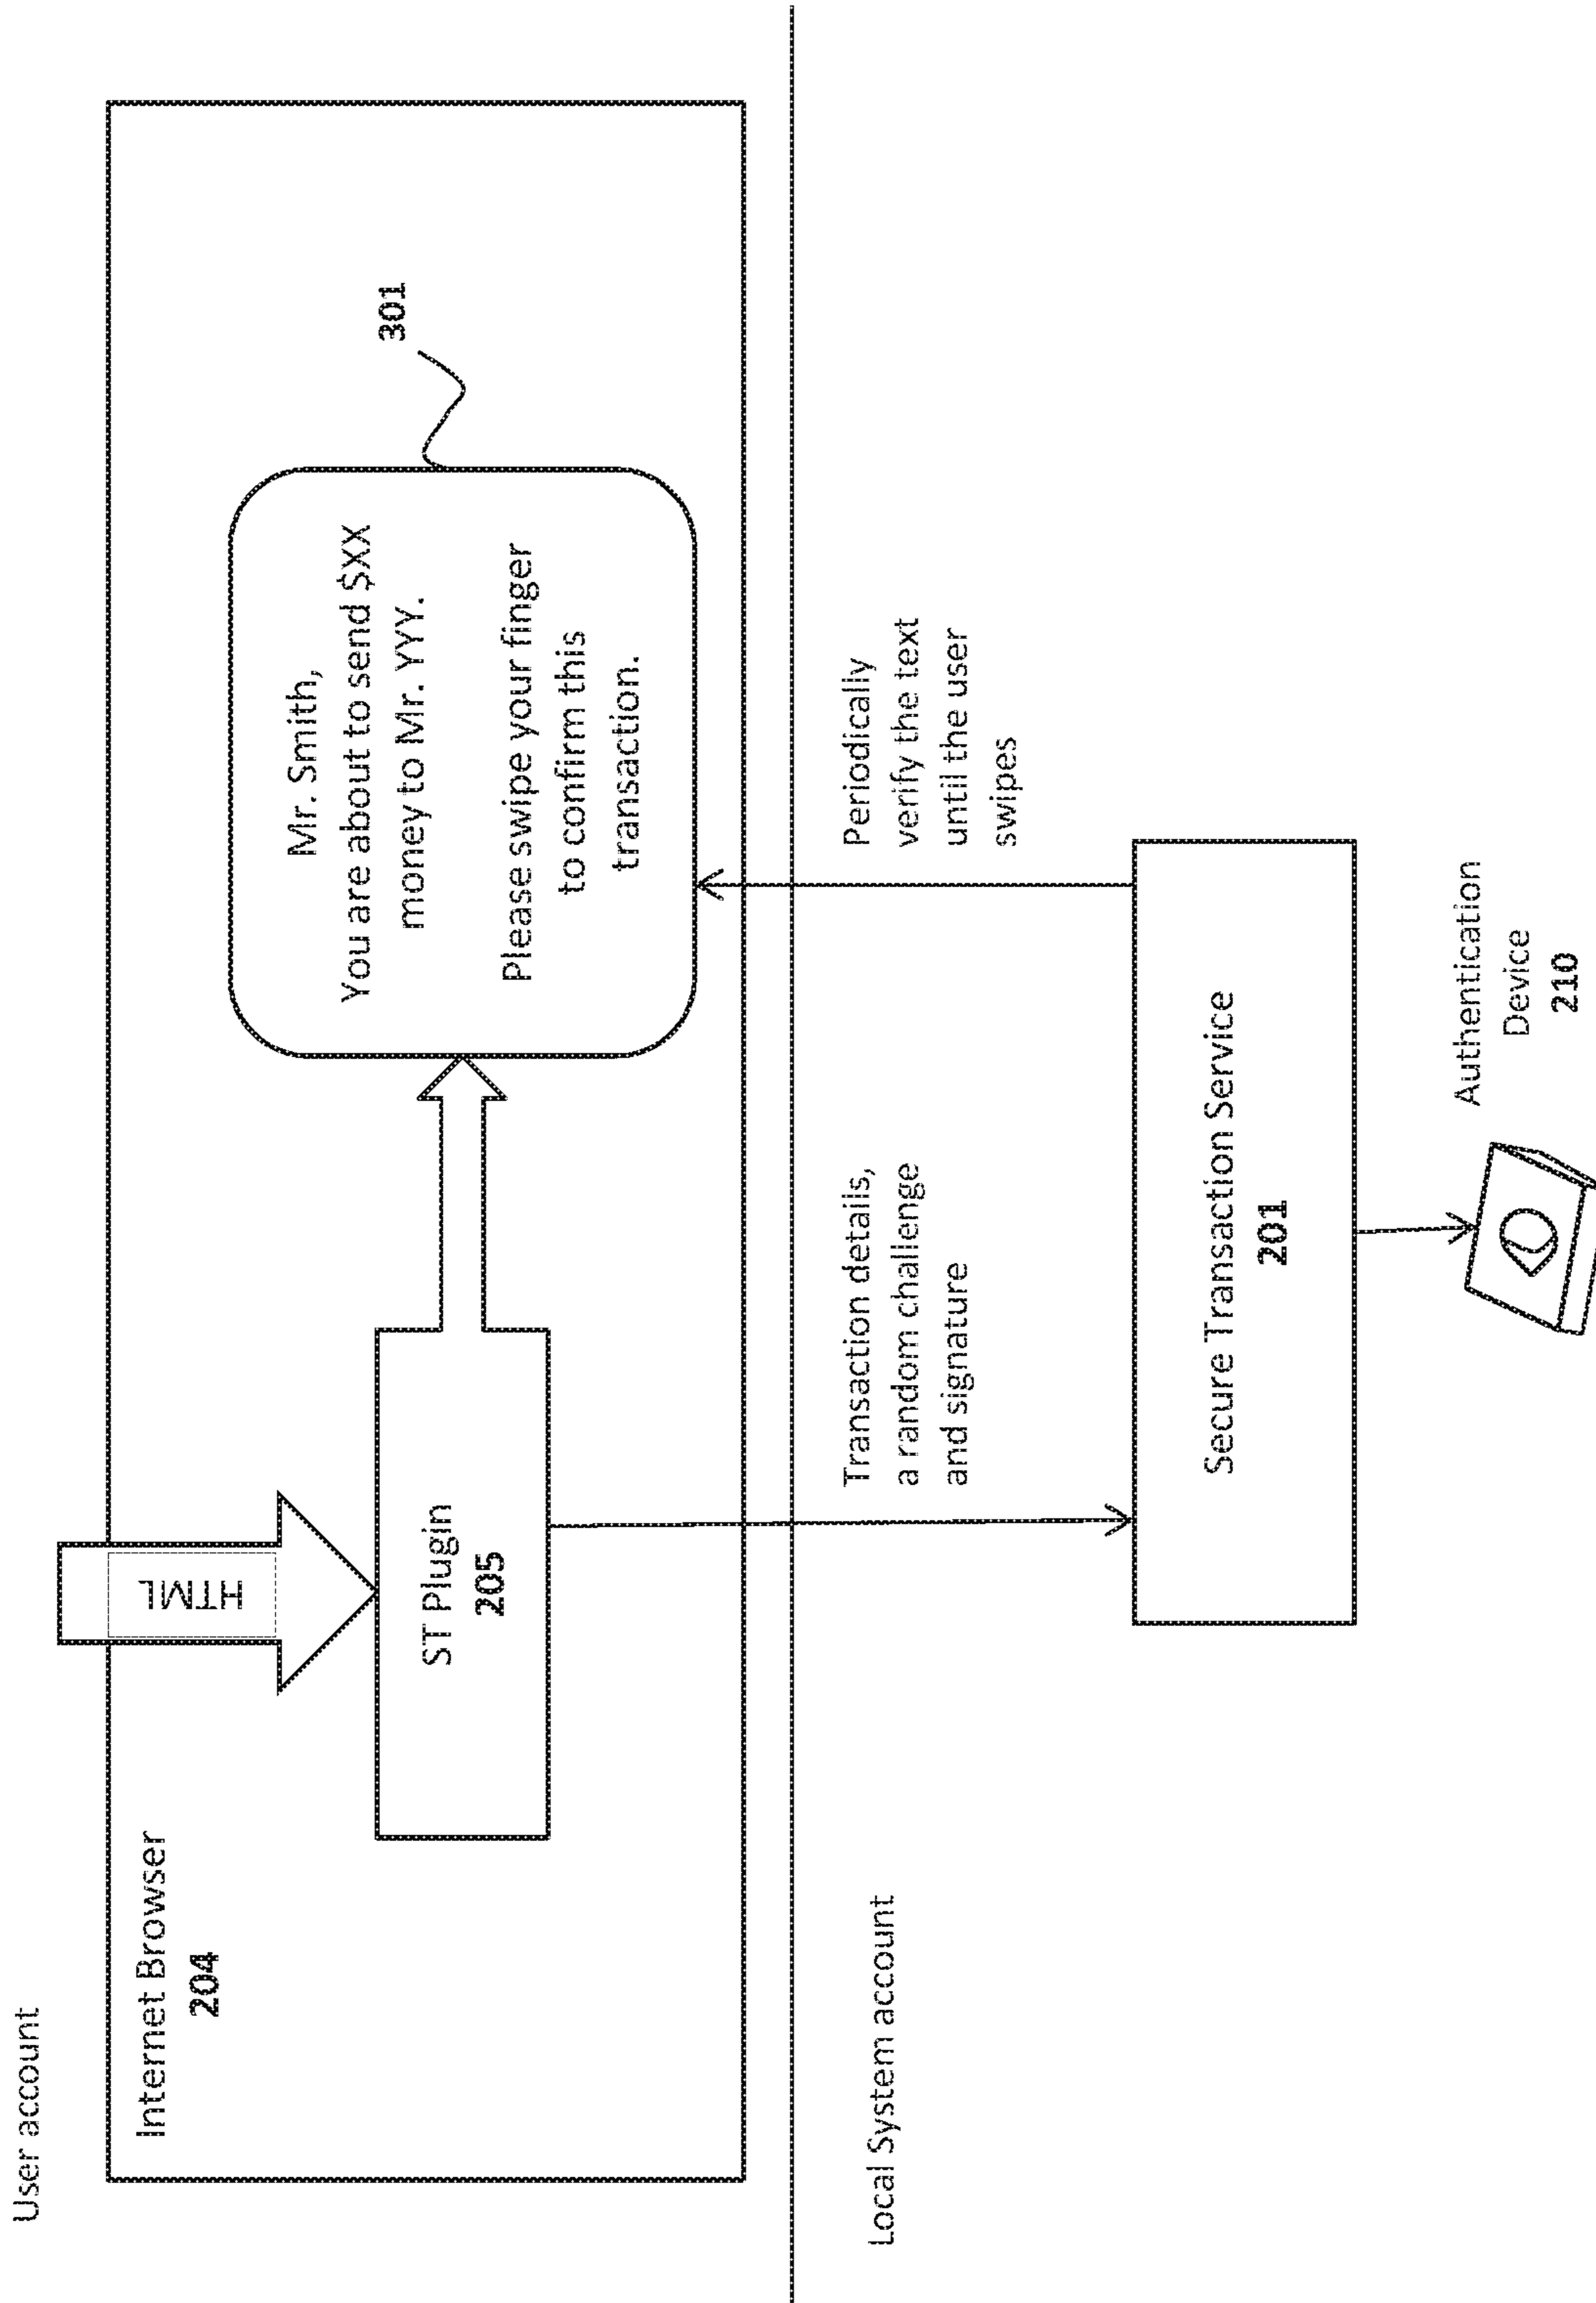 User account
Internet Browser
204
HTML
ST Plugin
205
Mr. Smith,
You are about to send $XX
money to Mr. YYY.
Please swipe your finger
to confirm this
transaction.
301
Local System account
Transaction details,
a random challenge
and signature
Periodically
verify the text
until the user
swipes
Secure Transaction Service
201
Authentication
Device
210